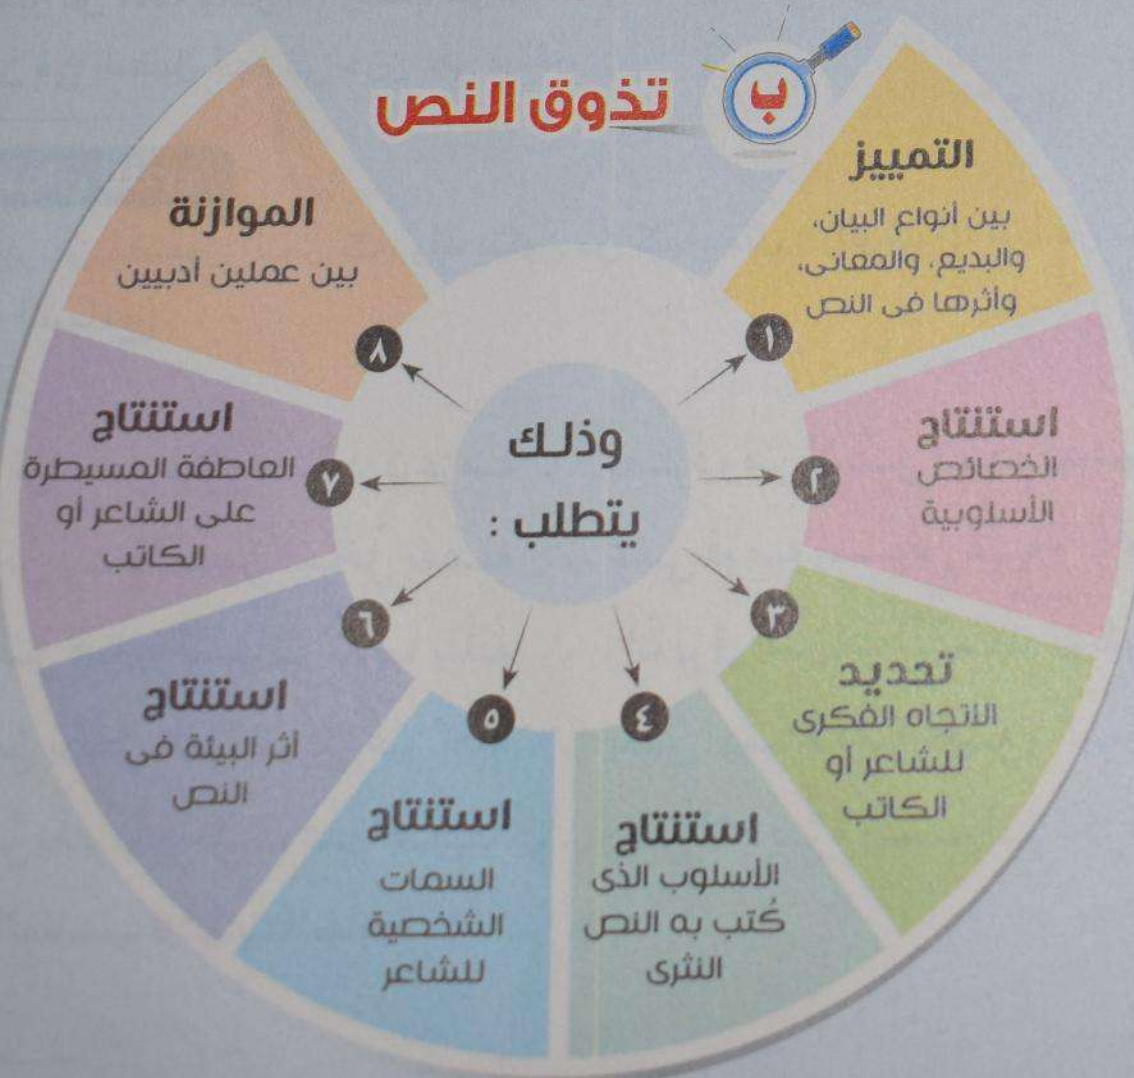 ب
تذوق النص
وذلك
يتطلب :
١
التمييز
بين أنواع البيان،
والبديع، والمعانى،
وأثرها فى النص
٢
استنتاج
الخصائص
الأسلوبية
٣
تحديد
الاتجاه الفكرى
للشاعر أو
الكاتب
٤
استنتاج
الأسلوب الذى
كُتب به النص
النثرى
٥
استنتاج
السمات
الشخصية
للشاعر
٦
استنتاج
أثر البيئة فى
النص
٧
استنتاج
العاطفة المسيطرة
على الشاعر أو
الكاتب
٨
الموازنة
بين عملين أدبيين